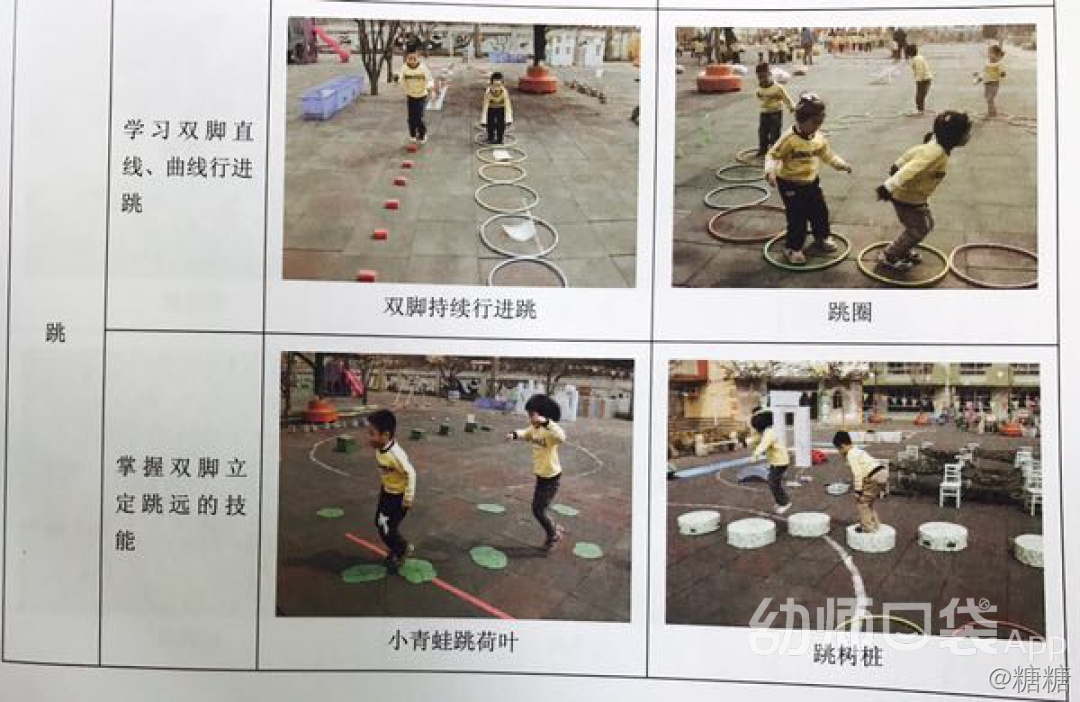 跳
学习双脚直
线、曲线行进
跳
双脚持续行进跳
跳圈
掌握双脚立
定跳远的技
能
小青蛙跳荷叶
跳树桩
幼师口袋 App
@糖糖